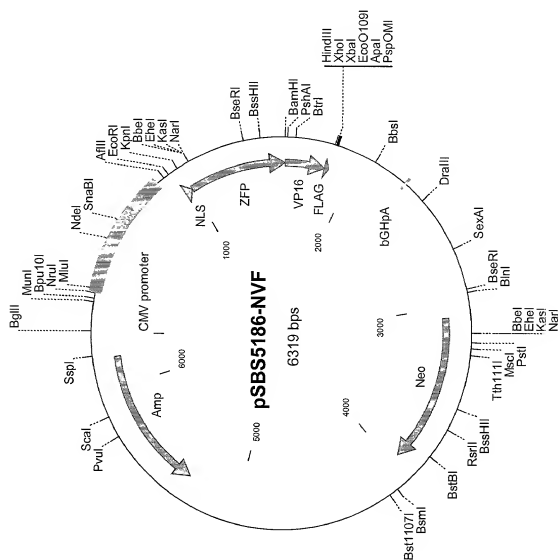 HindIII
XhoI
XbaI
EcoO109I
ApaI
PspOMI
BamHI
PshAI
BtrI
BssHII
BseRI
BbsI
DraIII
SexAI
BseRI
BlnI
BbeI
EheI
KasI
NarI
PstI
MscI
Tth111I
BssHII
RsrII
BstBI
BsmI
Bst1107I
PvuI
ScaI
SspI
BglII
MunI
Bpu10I
NruI
MluI
NdeI
SnaBI
AflII
EcoRI
KpnI
BbeI
EheI
KasI
NarI
NLS
ZFP
VP16
FLAG
bGHpA
Neo
Amp
CMV promoter
1000
2000
3000
4000
5000
6000
pSBS5186-NVF
6319 bps